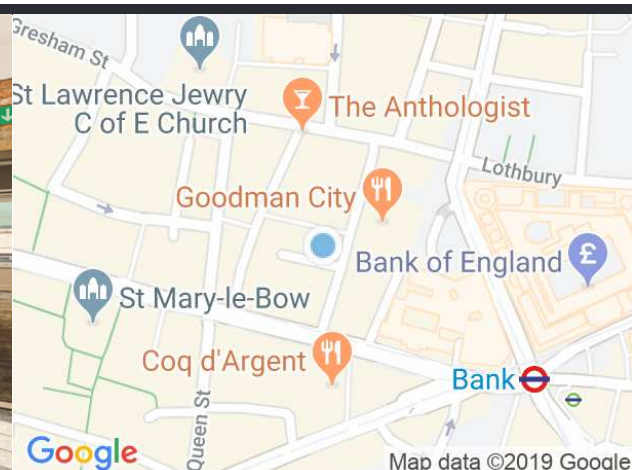 Gresham St
St Lawrence Jewry
C of E Church
The Anthologist
Lothbury
Goodman City
Bank of England
£
St Mary-le-Bow
Coq d'Argent
Bank
Queen St
Google
Map data ©2019 Google